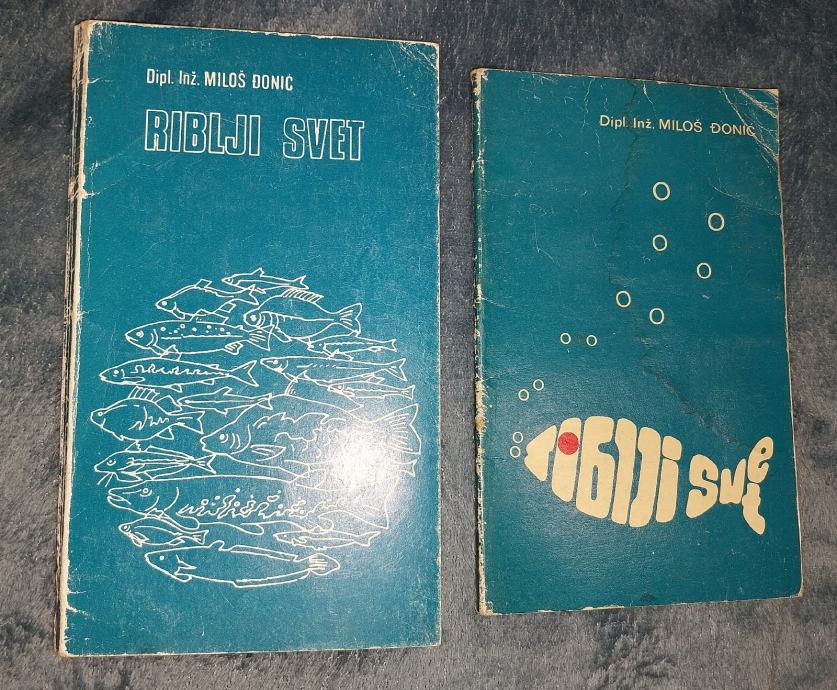 Dipl. Inž. MILOŠ ĐONIĆ
RIBLJI SVET
Dipl. Inž. MILOŠ ĐONIĆ
riblji svet